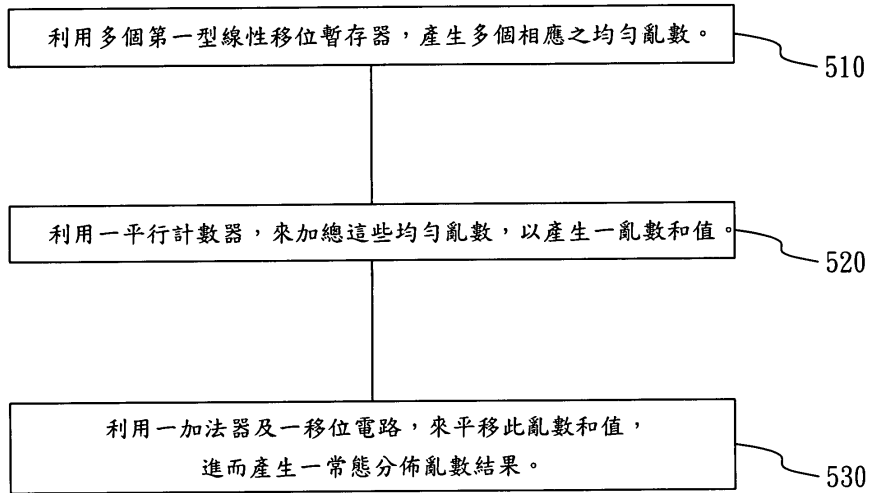 利用多個第一型線性移位暫存器，產生多個相應之均勻亂數。
510
利用一平行計數器，來加總這些均勻亂數，以產生一亂數和值。
520
利用一加法器及一移位電路，來平移此亂數和值，
進而產生一常態分佈亂數結果。
530